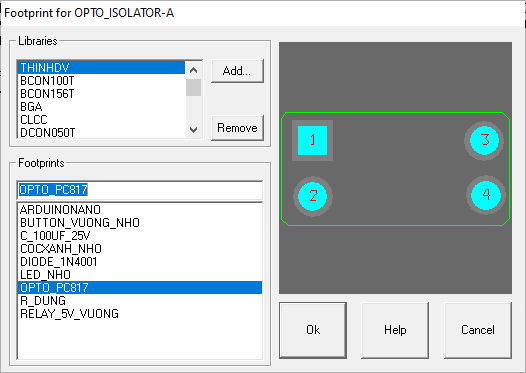 Footprint for OPTO_ISOLATOR-A
Libraries
THINHDV
BCON100T
BCON156T
BGA
CLCC
DCON050T
Add...
Remove
Footprints
OPTO_PC817
ARDUINONANO
BUTTON_VUONG_NHO
C_100UF_25V
COCXANH_NHO
DIODE_1N4001
LED_NHO
OPTO_PC817
R_DUNG
RELAY_5V_VUONG
1
3
2
4
Ok
Help
Cancel